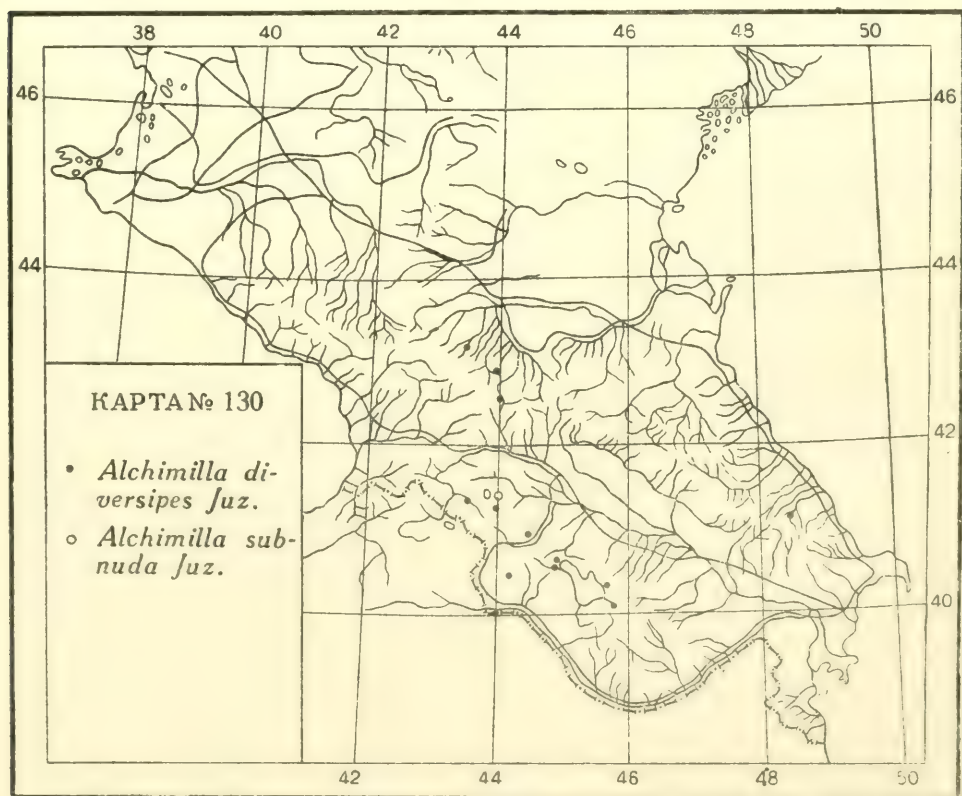 38 40 42 44 46 48 50
46 46
44 44
42
40
КАРТА № 130
• Alchimilla di-
versipes Juz.
○ Alchimilla sub-
nuda Juz.
42 44 46 48 50